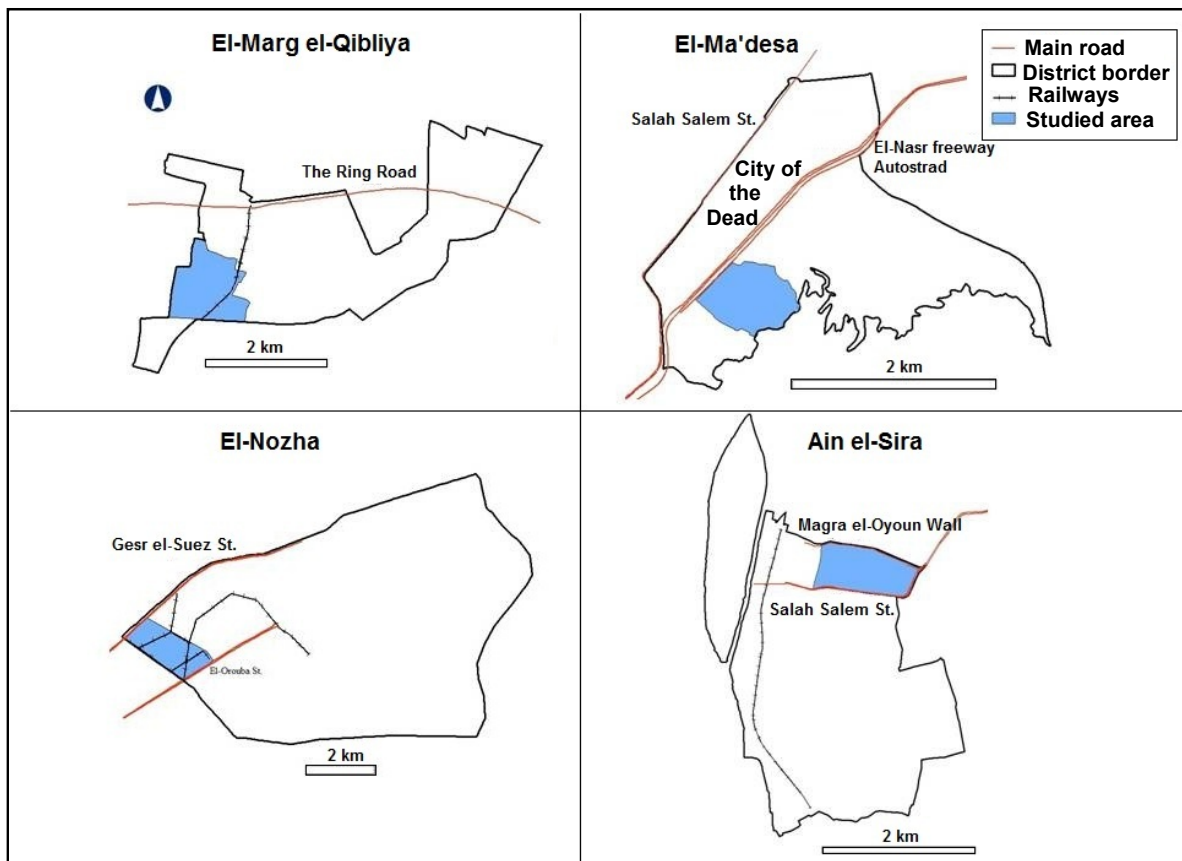 El-Marg el-Qibliya
The Ring Road
2 km
El-Ma'desa
Main road
District border
Railways
Studied area
Salah Salem St.
El-Nasr freeway
Autostrad
City of
the
Dead
2 km
El-Nozha
Gesr el-Suez St.
El-Orouba St.
2 km
Ain el-Sira
Magra el-Oyoun Wall
Salah Salem St.
2 km